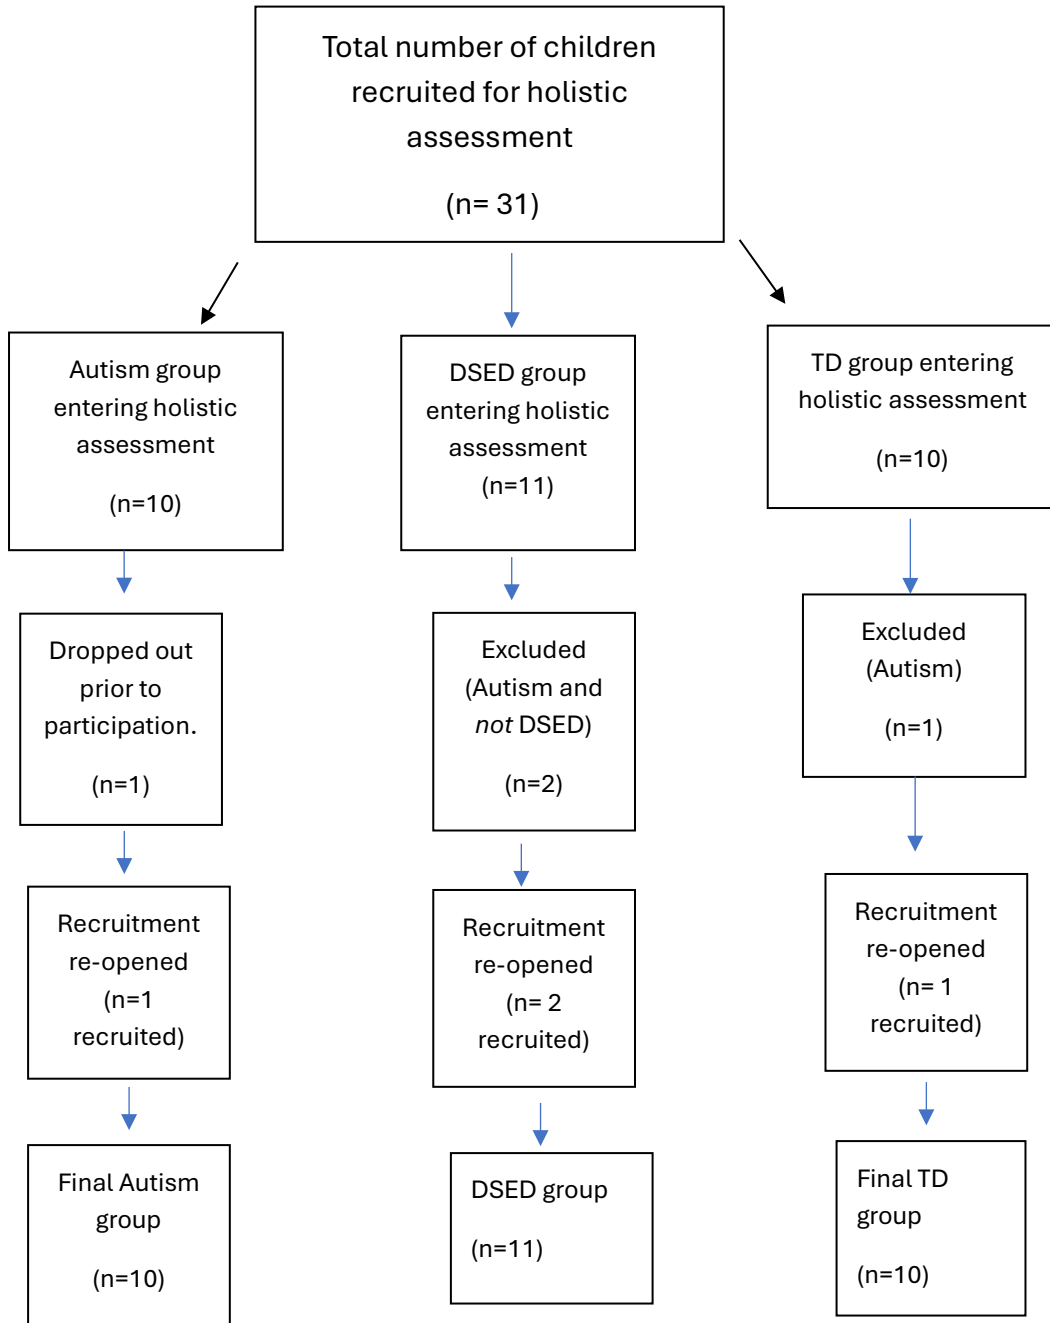 Total number of children
recruited for holistic
assessment
(n= 31)
Autism group
entering holistic
assessment
(n=10)
DSED group
entering holistic
assessment
(n=11)
TD group entering
holistic assessment
(n=10)
Dropped out
prior to
participation.
(n=1)
Excluded
(Autism and
not DSED)
(n=2)
Excluded
(Autism)
(n=1)
Recruitment
re-opened
(n=1
recruited)
Recruitment
re-opened
(n= 2
recruited)
Recruitment
re-opened
(n= 1
recruited)
Final Autism
group
(n=10)
DSED group
(n=11)
Final TD
group
(n=10)